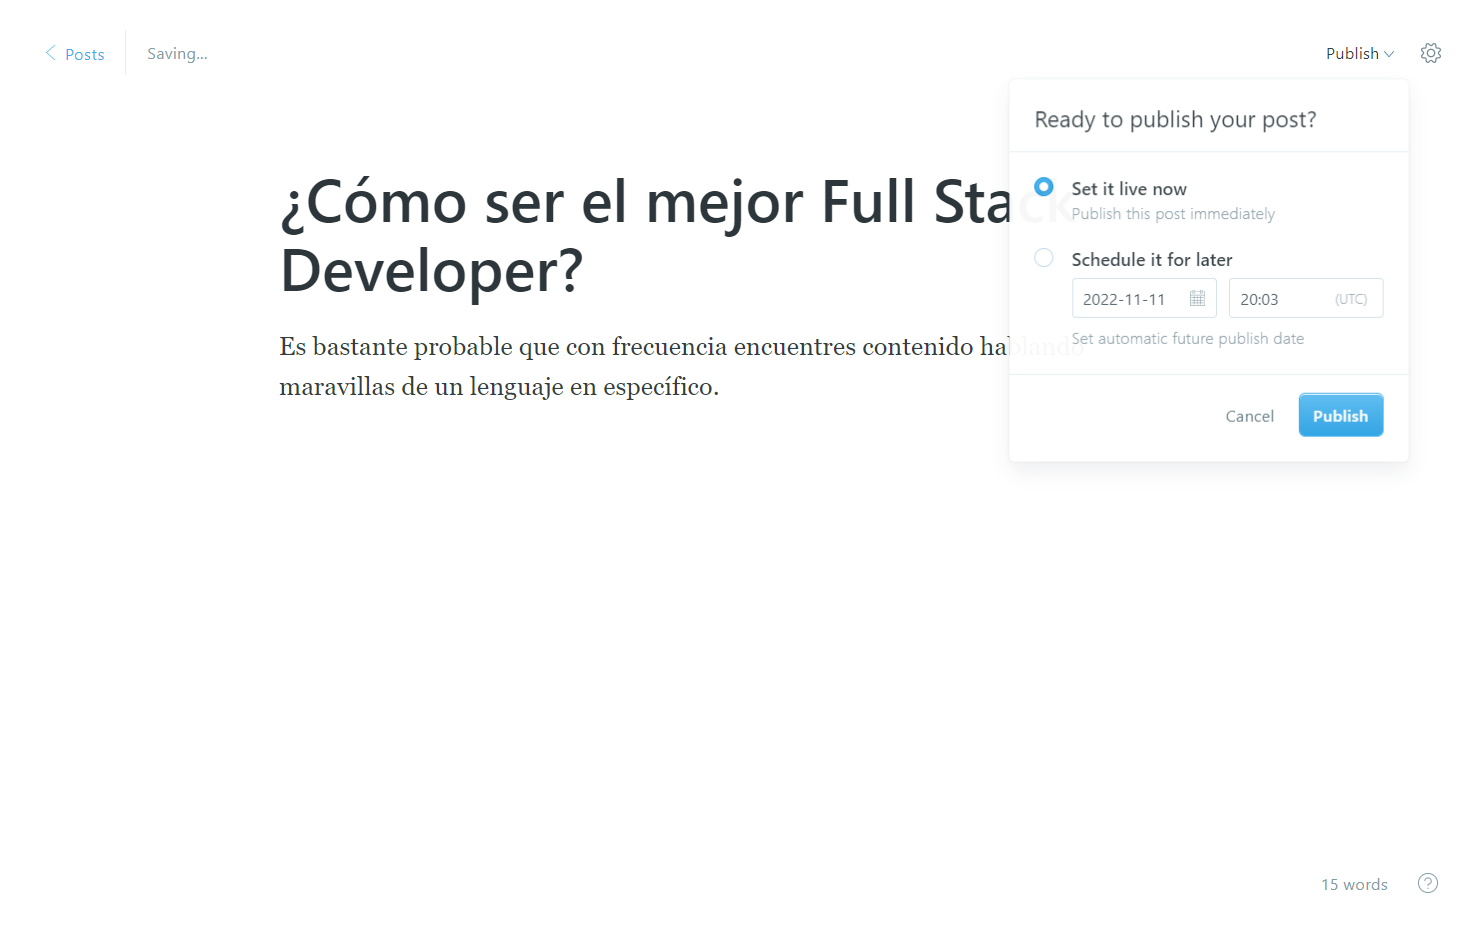 Posts
Saving...
Publish
Ready to publish your post?
¿Cómo ser el mejor Full Stack
Developer?
Set it live now
Publish this post immediately
Schedule it for later
2022-11-11
20:03
(UTC)
Set automatic future publish date
Es bastante probable que con frecuencia encuentres contenido hablando
maravillas de un lenguaje en específico.
Cancel
Publish
15 words
?